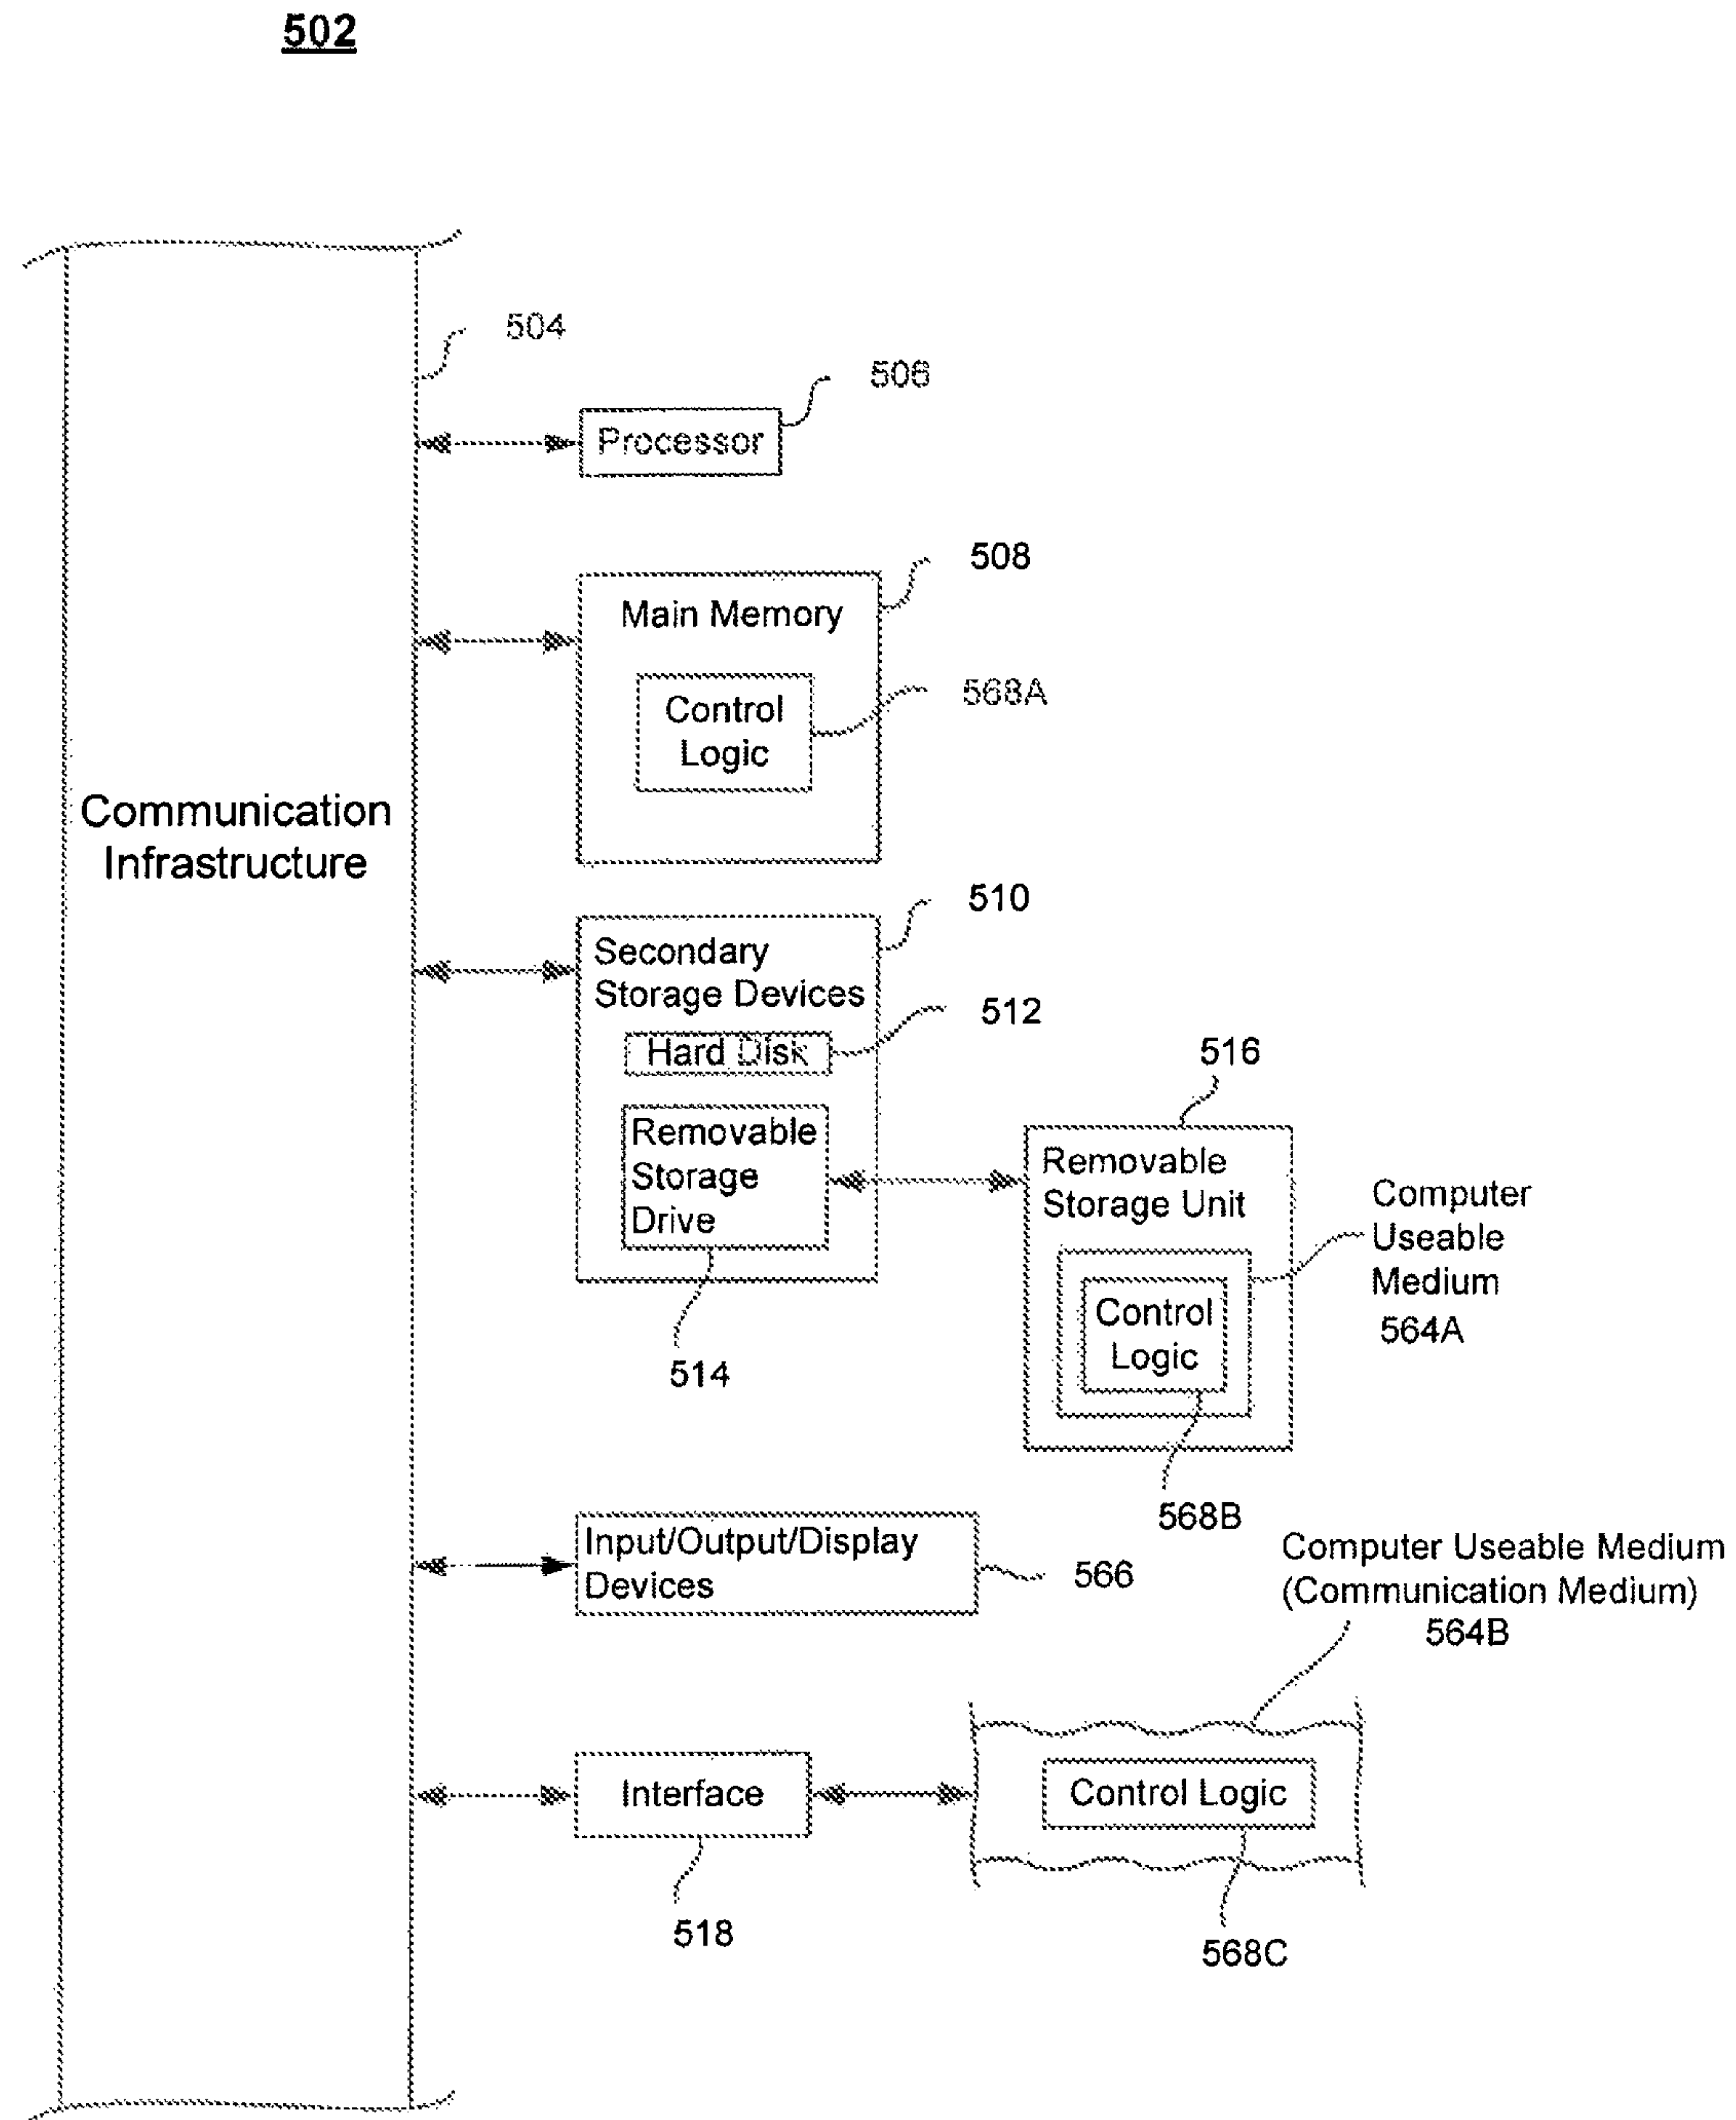 502
504
506
Processor
508
Main Memory
568A
Control
Logic
Communication
Infrastructure
510
Secondary
Storage Devices
512
Hard Disk
516
Removable
Storage
Drive
Removable
Storage Unit
Computer
Useable
Medium
564A
Control
Logic
514
568B
Input/Output/Display
Devices
566
Computer Useable Medium
(Communication Medium)
564B
Interface
Control Logic
518
568C